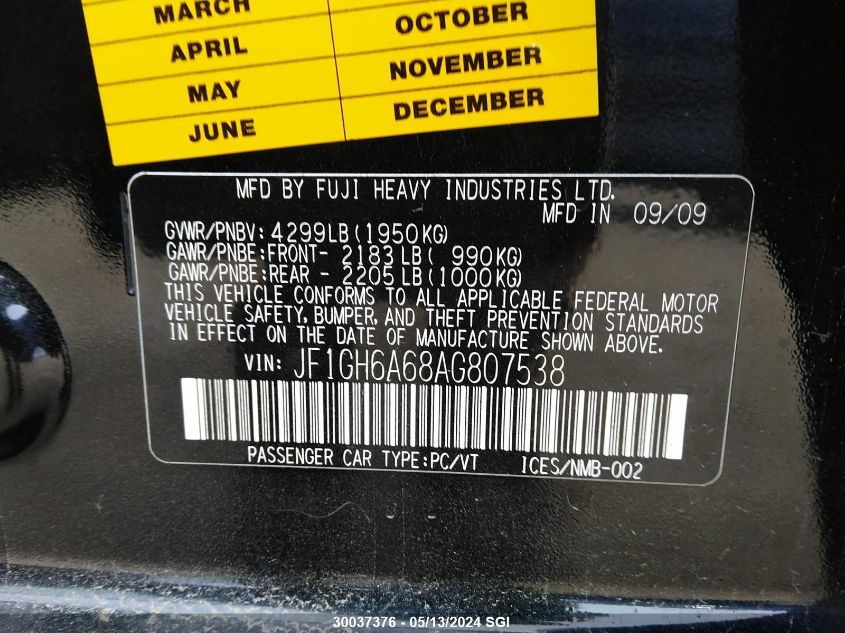 MARCH
APRIL
MAY
JUNE
OCTOBER
NOVEMBER
DECEMBER
MFD BY FUJI HEAVY INDUSTRIES LTD.
MFD IN 09/09
GVWR/PNBV: 4299LB (1950KG)
GAWR/PNBE:FRONT- 2183LB ( 990KG)
GAWR/PNBE:REAR - 2205LB (1000KG)
THIS VEHICLE CONFORMS TO ALL APPLICABLE FEDERAL MOTOR
VEHICLE SAFETY, BUMPER, AND THEFT PREVENTION STANDARDS
IN EFFECT ON THE DATE OF MANUFACTURE SHOWN ABOVE.
VIN: JF1GH6A68AG807538
PASSENGER CAR TYPE:PC/VT ICES/NMB-002
30037376 - 05/13/2024 SGI